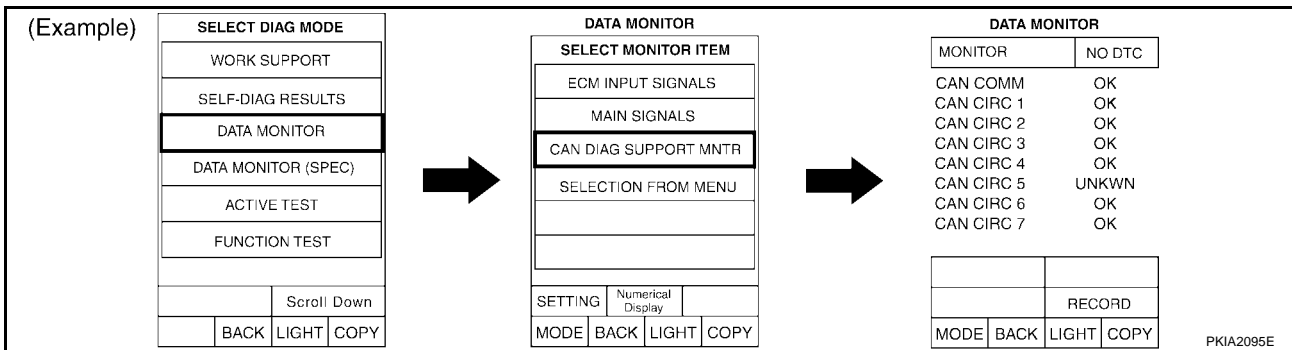 (Example)
SELECT DIAG MODE
WORK SUPPORT
SELF-DIAG RESULTS
DATA MONITOR
DATA MONITOR (SPEC)
ACTIVE TEST
FUNCTION TEST
Scroll Down
BACK LIGHT COPY
DATA MONITOR
SELECT MONITOR ITEM
ECM INPUT SIGNALS
MAIN SIGNALS
CAN DIAG SUPPORT MNTR
SELECTION FROM MENU
SETTING Numerical
Display
MODE BACK LIGHT COPY
DATA MONITOR
MONITOR NO DTC
CAN COMM OK
CAN CIRC 1 OK
CAN CIRC 2 OK
CAN CIRC 3 OK
CAN CIRC 4 OK
CAN CIRC 5 UNKWN
CAN CIRC 6 OK
CAN CIRC 7 OK
RECORD
MODE BACK LIGHT COPY
PKIA2095E